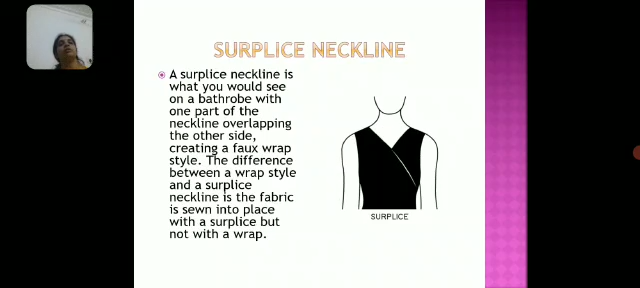 SURPLICE NECKLINE
A surplice neckline is
what you would see
on a bathrobe with
one part of the
neckline overlapping
the other side,
creating a faux wrap
style. The difference
between a wrap style
and a surplice
neckline is the fabric
is sewn into place
with a surplice but
not with a wrap.
SURPLICE